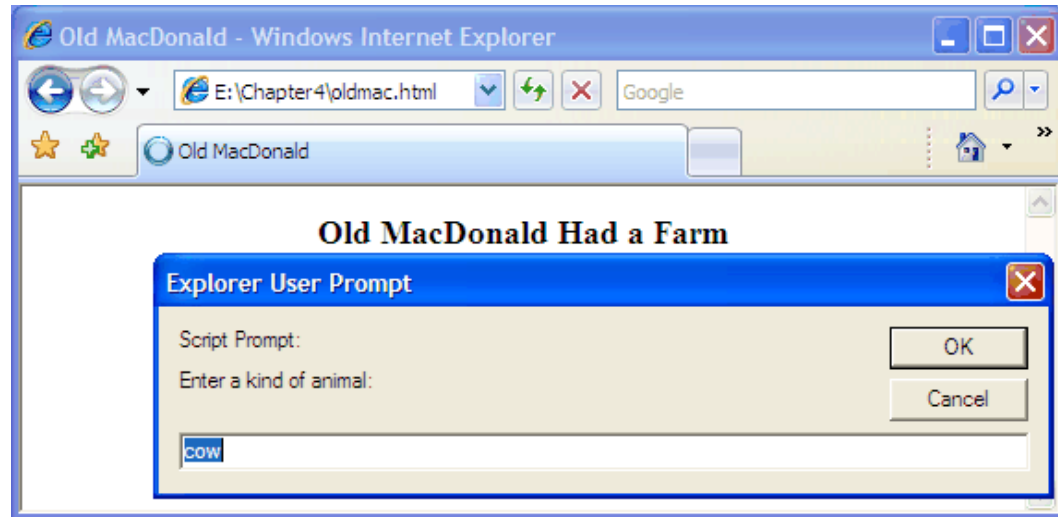 Old MacDonald - Windows Internet Explorer
E:\Chapter4\oldmac.html
Google
Old MacDonald
Old MacDonald Had a Farm
Explorer User Prompt
Script Prompt:
OK
Enter a kind of animal:
Cancel
cow